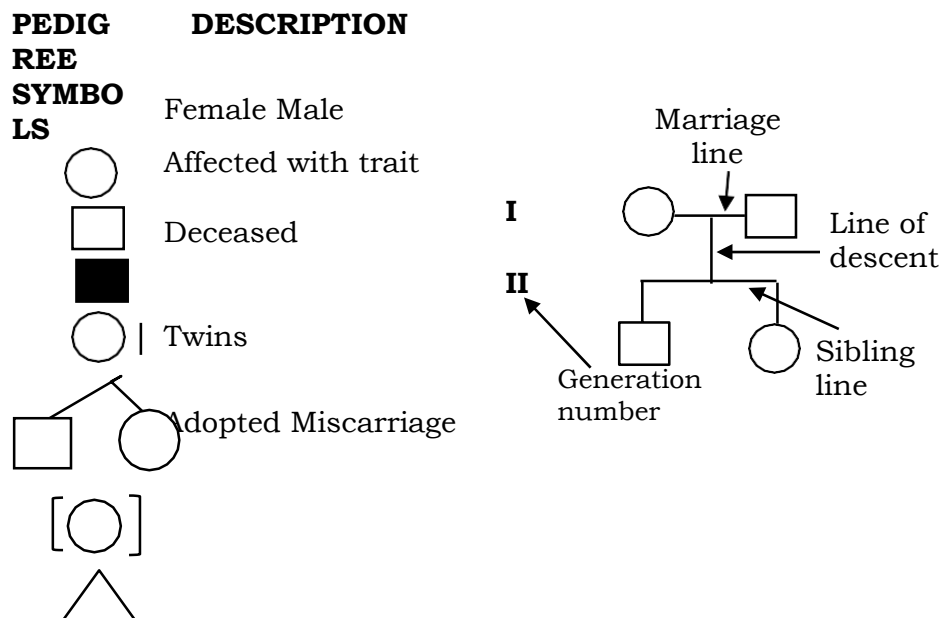 PEDIG
REE
SYMBO
LS
DESCRIPTION
Female Male
Affected with trait
Deceased
Twins
Adopted Miscarriage
Marriage
line
I
Line of
descent
II
Sibling
line
Generation
number